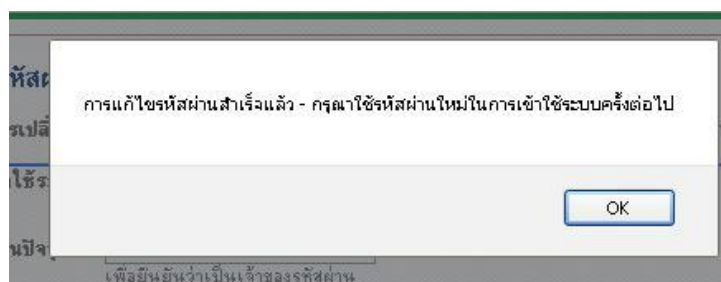 การแก้ไขรหัสผ่านสำเร็จแล้ว - กรุณาใช้รหัสผ่านใหม่ในการเข้าใช้ระบบครั้งต่อไป
OK
เพื่อยืนยันว่าเป็นเจ้าของรหัสผ่าน